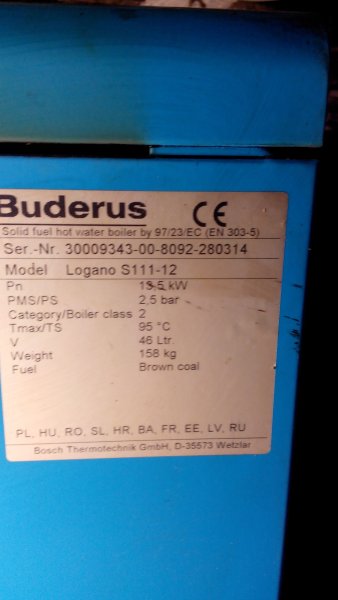 Buderus CE
Solid fuel hot water boiler by 97/23/EC (EN 303-5)
Ser.-Nr. 30009343-00-8092-280314
Model Logano S111-12
Pn 13,5 kW
PMS/PS 2,5 bar
Category/Boiler class 2
Tmax/TS 95 °C
V 46 Ltr.
Weight 158 kg
Fuel Brown coal
PL, HU, RO, SL, HR, BA, FR, EE, LV, RU
Bosch Thermotechnik GmbH, D-35573 Wetzlar